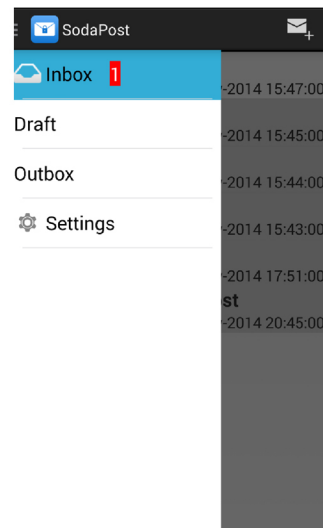 SodaPost
Inbox 1
-2014 15:47:00
Draft
-2014 15:45:00
Outbox
-2014 15:44:00
Settings
-2014 15:43:00
-2014 17:51:00
st
-2014 20:45:00